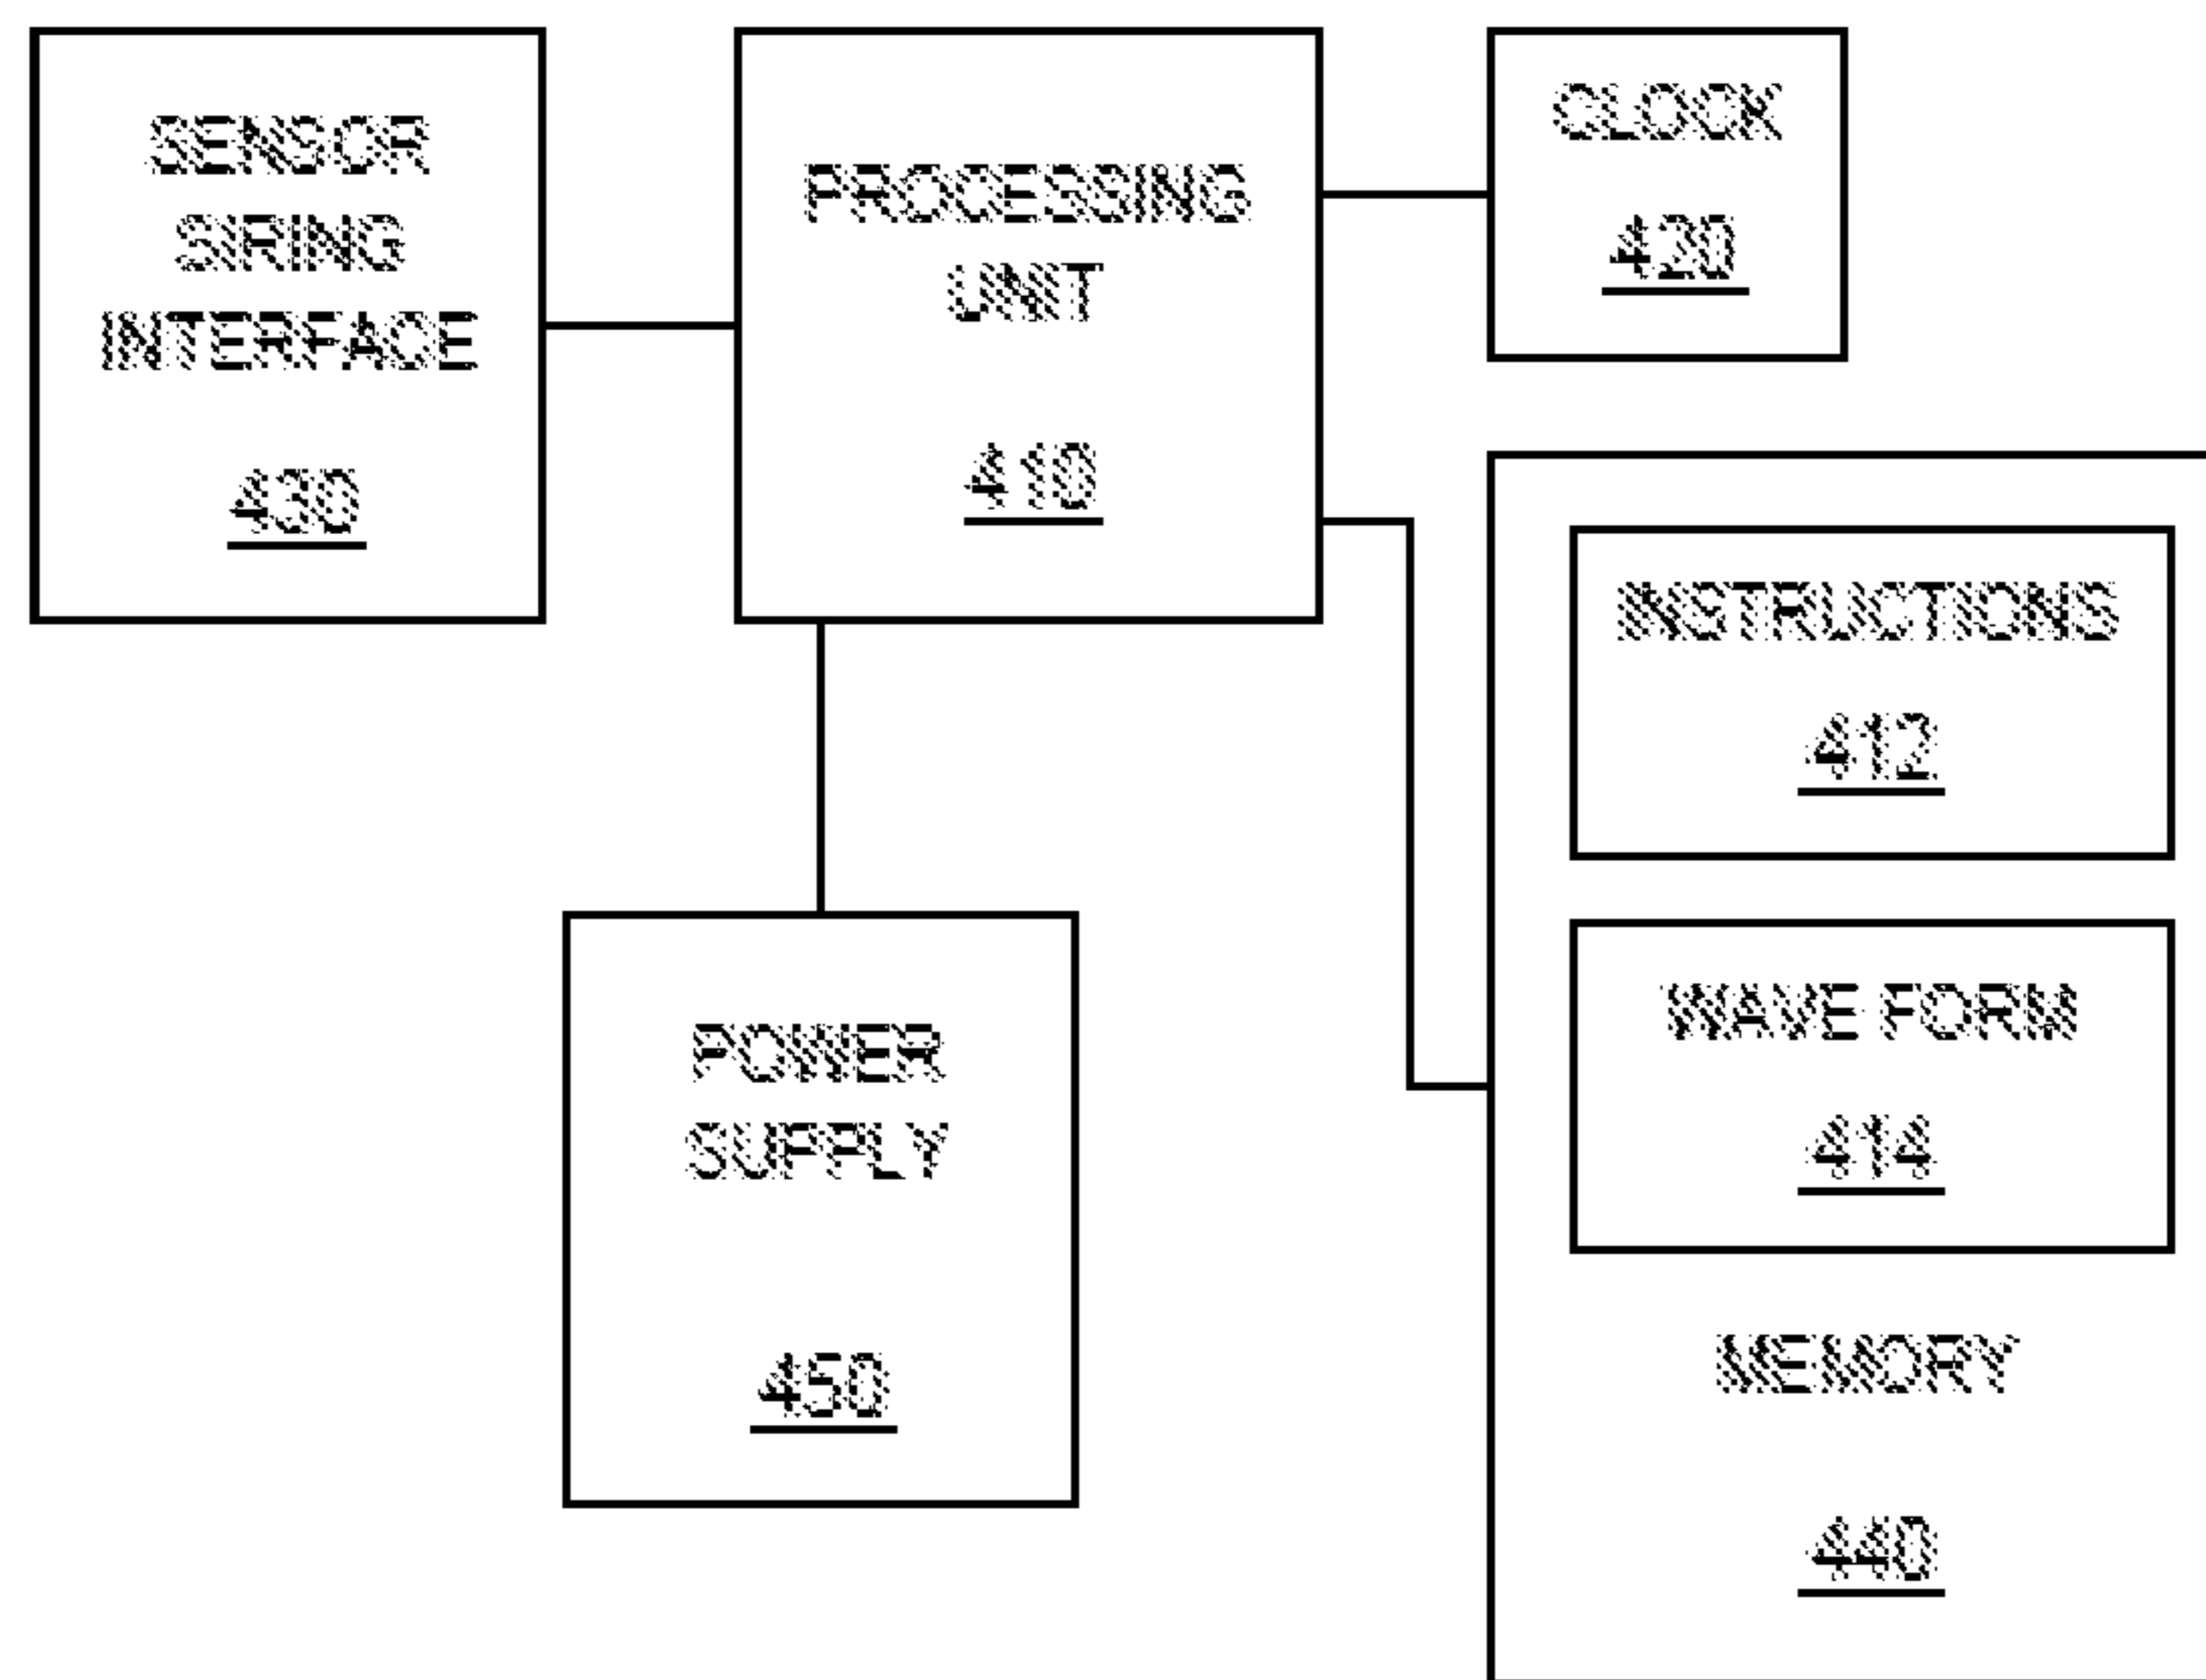 SENSOR
STRING
INTERFACE
430
PROCESSING
UNIT
410
CLOCK
420
INSTRUCTIONS
412
WAVE FORM
414
MEMORY
440
POWER
SUPPLY
450